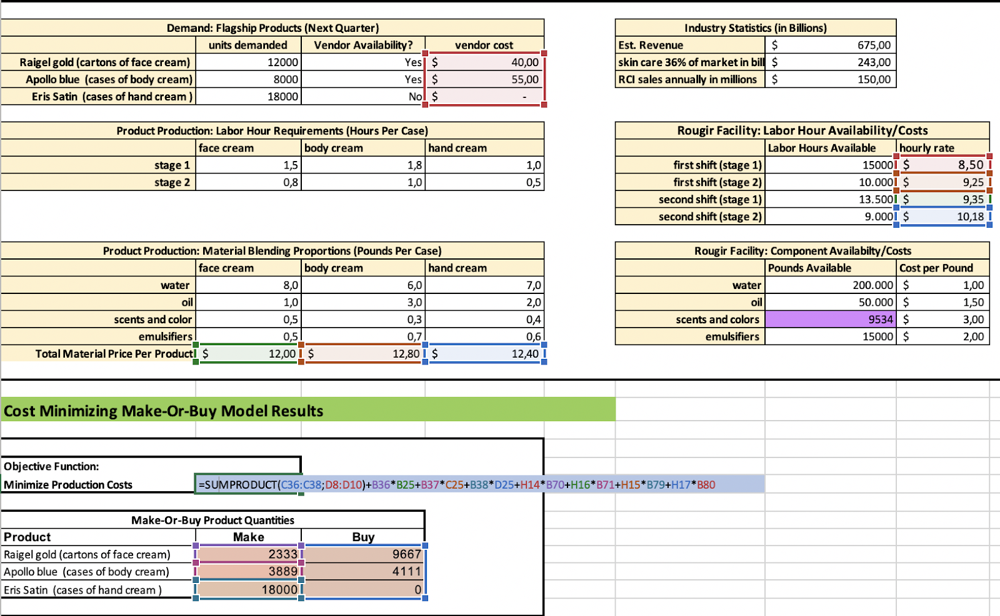 Demand: Flagship Products (Next Quarter)
units demanded Vendor Availability? vendor cost
Raigel gold (cartons of face cream) 12000 Yes $ 40,00
Apollo blue (cases of body cream) 8000 Yes $ 55,00
Eris Satin (cases of hand cream ) 18000 No $ -
Industry Statistics (in Billions)
Est. Revenue $ 675,00
skin care 36% of market in bill $ 243,00
RCI sales annually in millions $ 150,00
Product Production: Labor Hour Requirements (Hours Per Case)
face cream body cream hand cream
stage 1 1,5 1,8 1,0
stage 2 0,8 1,0 0,5
Rougir Facility: Labor Hour Availability/Costs
Labor Hours Available hourly rate
first shift (stage 1) 15000 $ 8,50
first shift (stage 2) 10.000 $ 9,25
second shift (stage 1) 13.500 $ 9,35
second shift (stage 2) 9.000 $ 10,18
Product Production: Material Blending Proportions (Pounds Per Case)
face cream body cream hand cream
water 8,0 6,0 7,0
oil 1,0 3,0 2,0
scents and color 0,5 0,3 0,4
emulsifiers 0,5 0,7 0,6
Total Material Price Per Product $ 12,00 $ 12,80 $ 12,40
Rougir Facility: Component Availabilty/Costs
Pounds Available Cost per Pound
water 200.000 $ 1,00
oil 50.000 $ 1,50
scents and colors 9534 $ 3,00
emulsifiers 15000 $ 2,00
Cost Minimizing Make-Or-Buy Model Results
Objective Function:
Minimize Production Costs =SUMPRODUCT(C36:C38;D8:D10)+B36*B25+B37*C25+B38*D25+H14*B70+H16*B71+H15*B79+H17*B80
Make-Or-Buy Product Quantities
Product Make Buy
Raigel gold (cartons of face cream) 2333 9667
Apollo blue (cases of body cream) 3889 4111
Eris Satin (cases of hand cream ) 18000 0